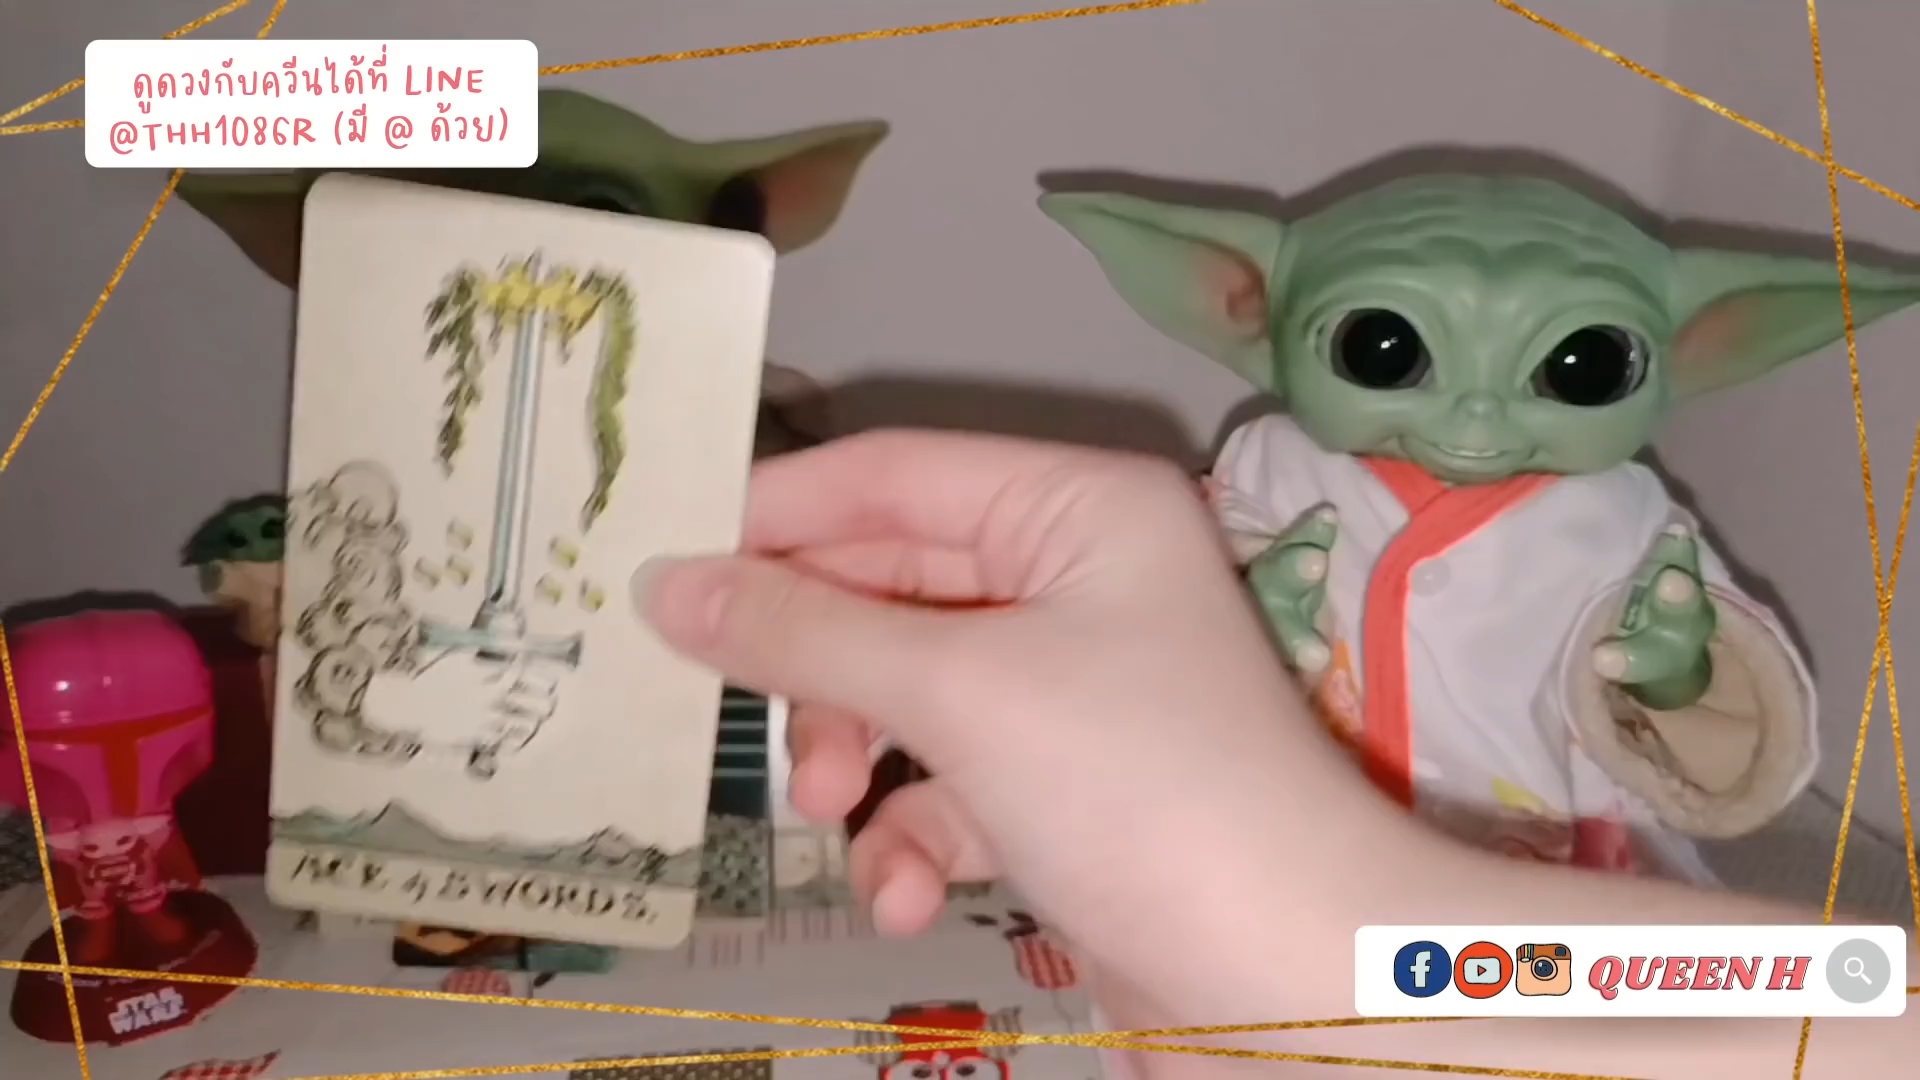 ดูดวงกับควีนได้ที่ LINE
@THH1086R (มี @ ด้วย)
ACE of SWORDS.
STAR
WARS
QUEEN H